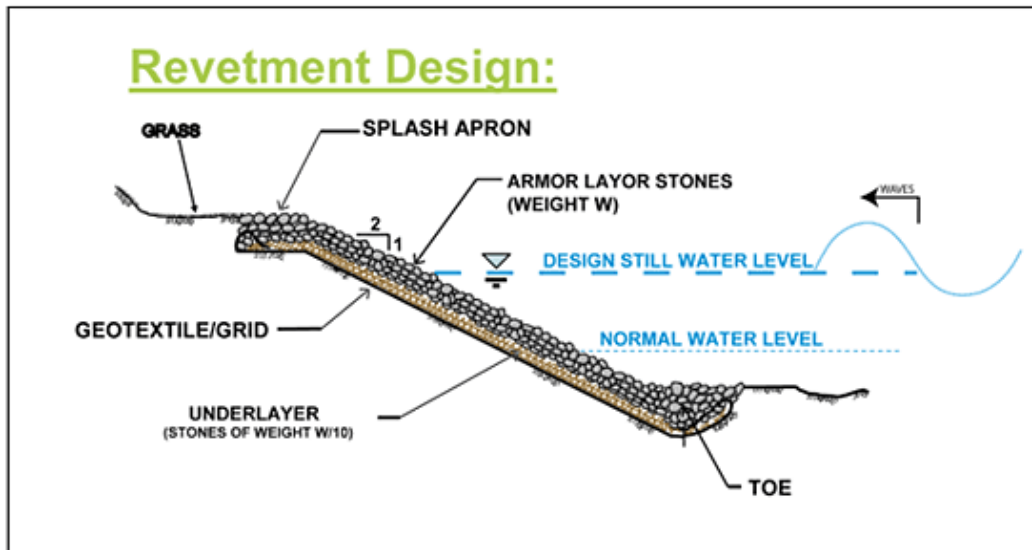 Revetment Design:
GRASS
SPLASH APRON
ARMOR LAYOR STONES
(WEIGHT W)
WAVES
2
1
DESIGN STILL WATER LEVEL
GEOTEXTILE/GRID
NORMAL WATER LEVEL
UNDERLAYER
(STONES OF WEIGHT W/10)
TOE